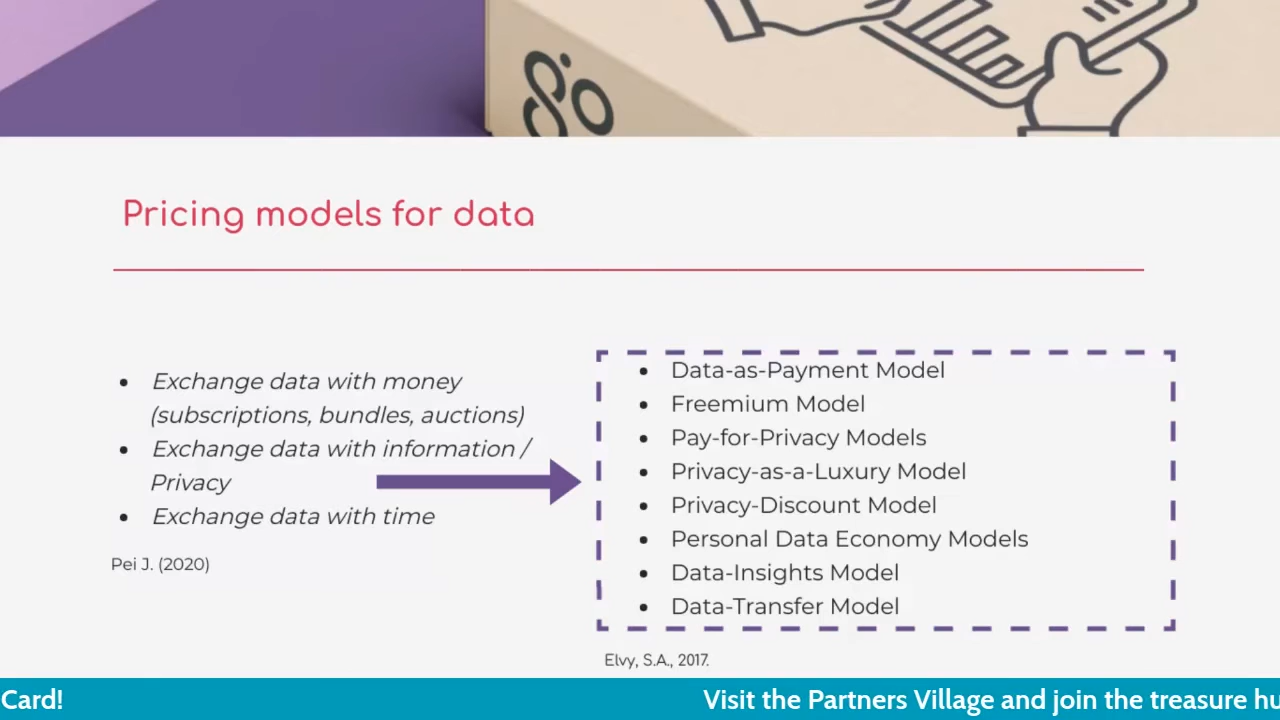 Pricing models for data
• Exchange data with money
(subscriptions, bundles, auctions)
• Exchange data with information /
Privacy
• Exchange data with time
Pei J. (2020)
• Data-as-Payment Model
• Freemium Model
• Pay-for-Privacy Models
• Privacy-as-a-Luxury Model
• Privacy-Discount Model
• Personal Data Economy Models
• Data-Insights Model
• Data-Transfer Model
Elvy, S.A., 2017.
Card! Visit the Partners Village and join the treasure hu